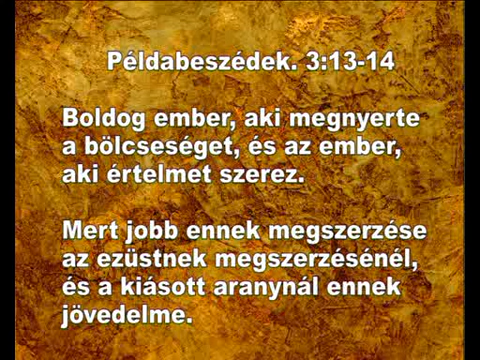 Példabeszédek. 3:13-14
Boldog ember, aki megnyerte
a bölcseséget, és az ember,
aki értelmet szerez.
Mert jobb ennek megszerzése
az ezüstnek megszerzésénél,
és a kiásott aranynál ennek
jövedelme.